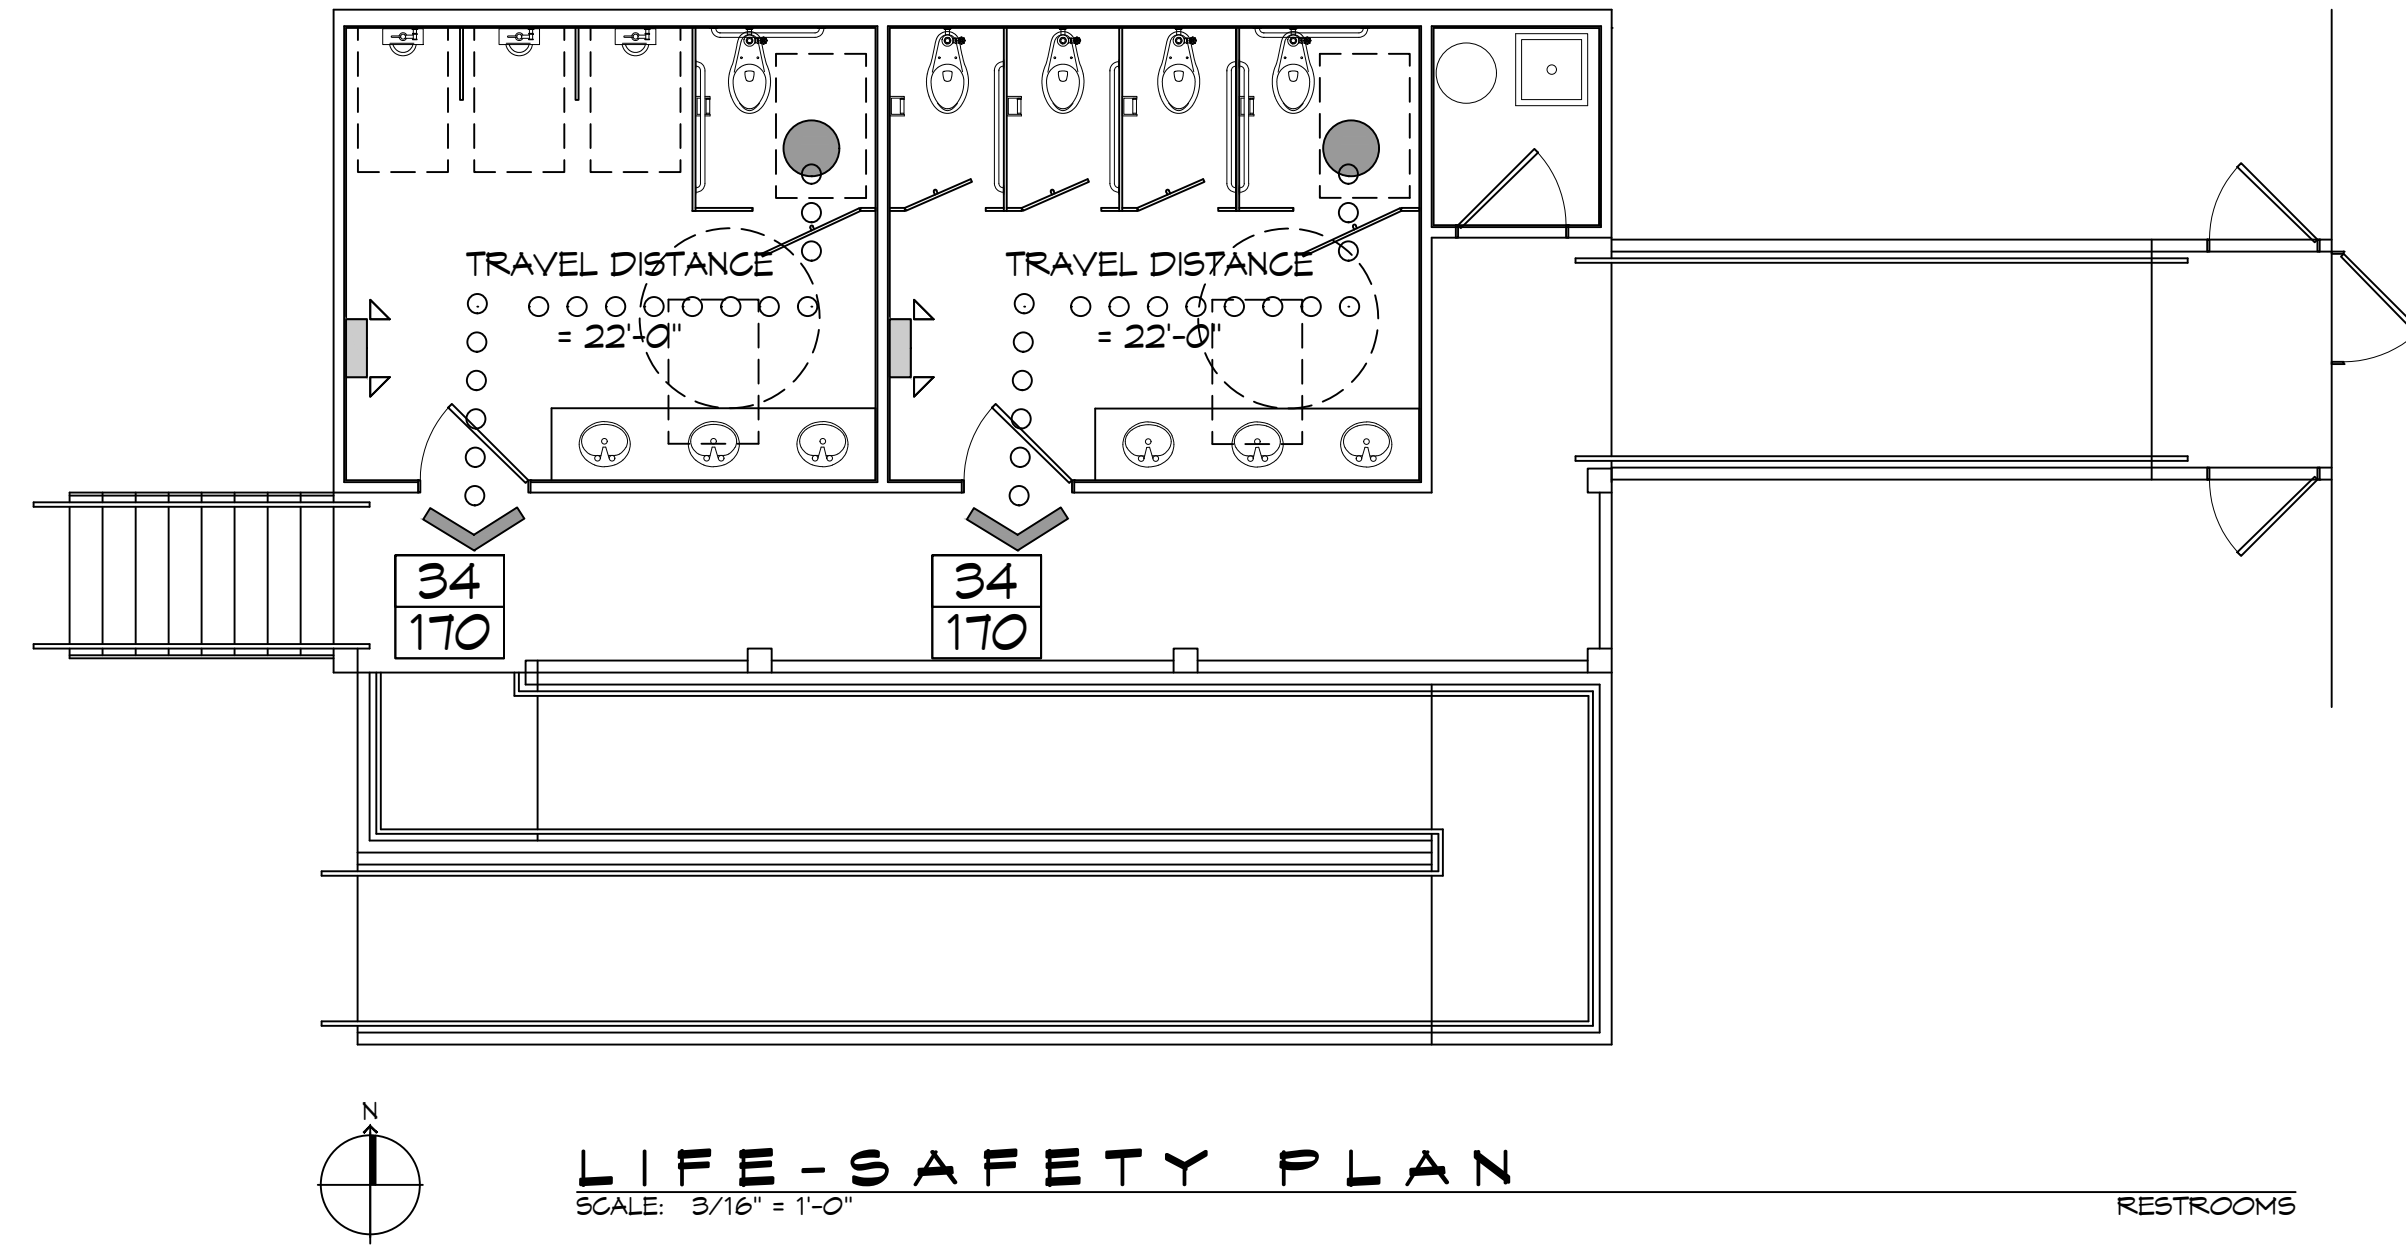 TRAVEL DISTANCE
= 22'-0"
TRAVEL DISTANCE
= 22'-0"
34
170
34
170
N
LIFE-SAFETY PLAN
SCALE: 3/16" = 1'-0"
RESTROOMS